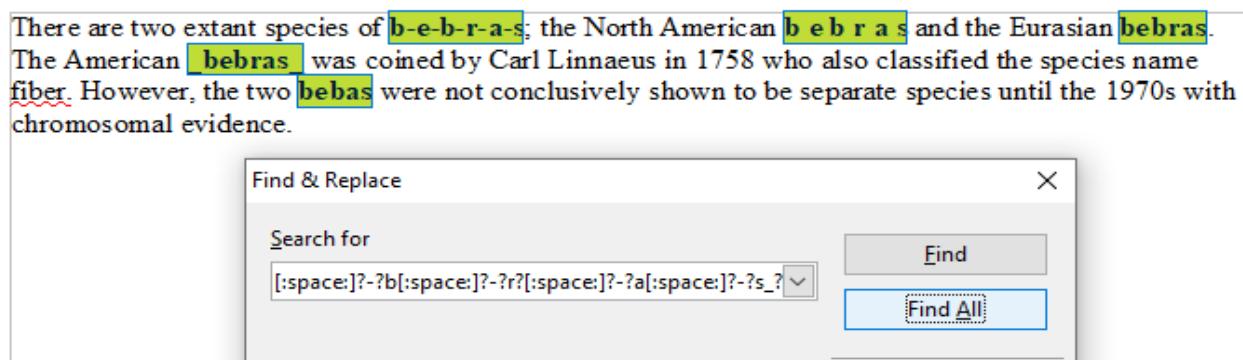 There are two extant species of b-e-b-r-a-s; the North American b e b r a s and the Eurasian bebras.
The American _bebras_ was coined by Carl Linnaeus in 1758 who also classified the species name
fiber. However, the two bebas were not conclusively shown to be separate species until the 1970s with
chromosomal evidence.
Find & Replace
Search for
Find
[:space:]?-?b[:space:]?-?r?[:space:]?-?a[:space:]?-?s_?
Find All